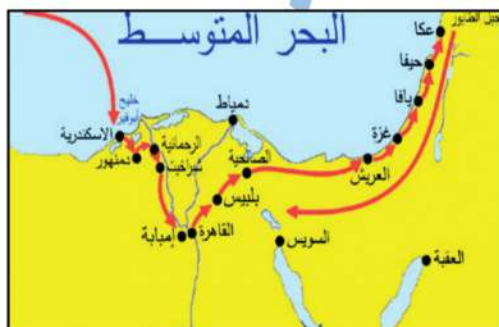 البحر المتوسط
جبل الطابور
عكا
حيفا
يافا
غزة
العريش
خليج
أبوقير
الاسكندرية
دمياط
الرحمانية
دمنهور
شبراخيت
الصالحية
بلبيس
القاهرة
إمبابة
السويس
العقبة